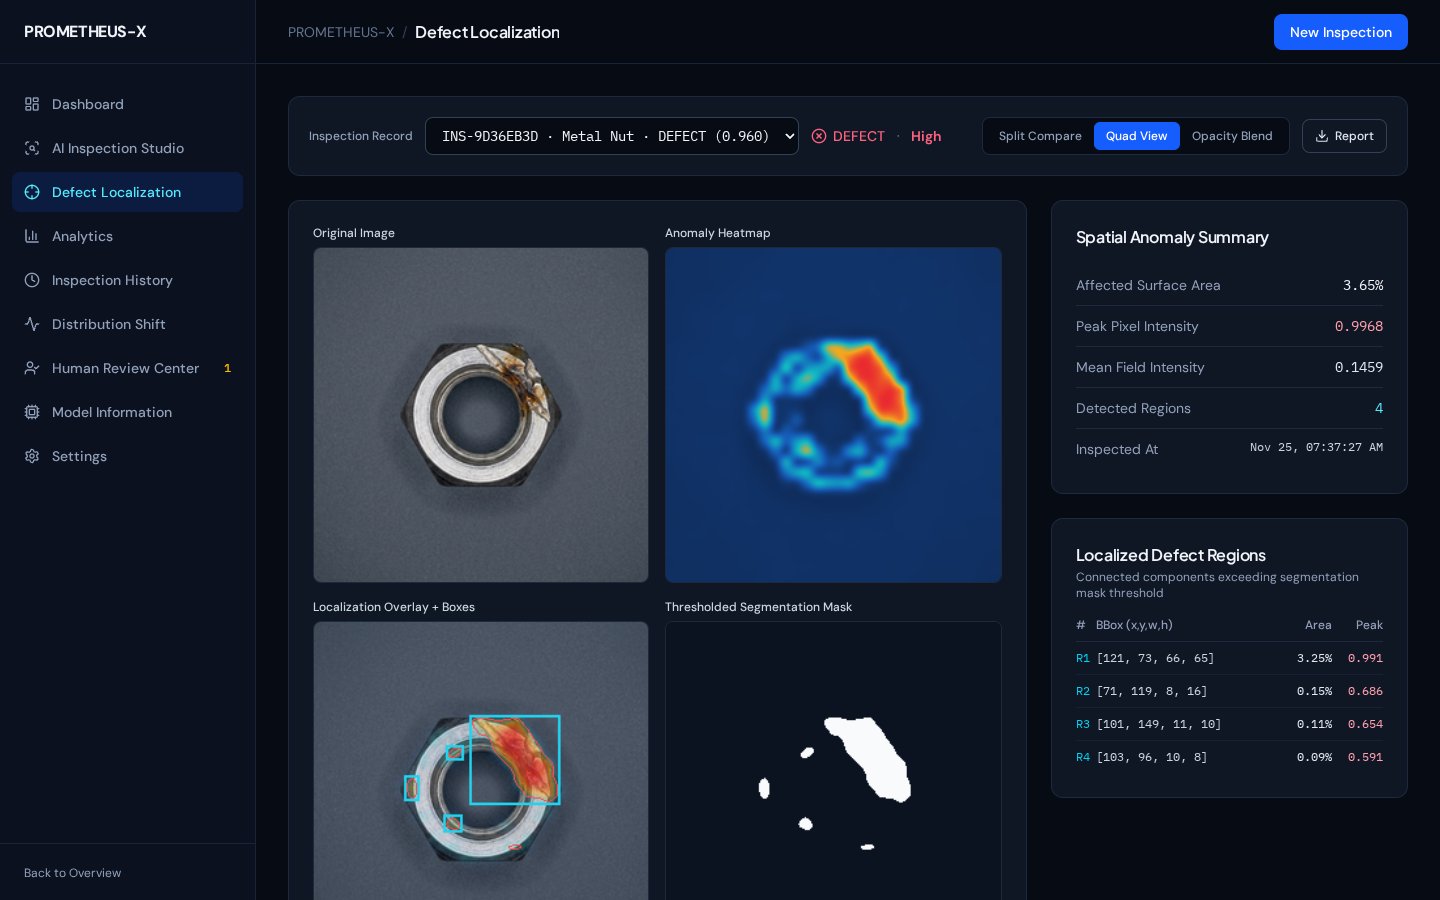 PROMETHEUS-X
Dashboard
AI Inspection Studio
Defect Localization
Analytics
Inspection History
Distribution Shift
Human Review Center 1
Model Information
Settings
Back to Overview
PROMETHEUS-X / Defect Localization
New Inspection
Inspection Record
INS-9D36EB3D · Metal Nut · DEFECT (0.960)
DEFECT · High
Split Compare
Quad View
Opacity Blend
Report
Original Image
Anomaly Heatmap
Localization Overlay + Boxes
Thresholded Segmentation Mask
Spatial Anomaly Summary
Affected Surface Area 3.65%
Peak Pixel Intensity 0.9968
Mean Field Intensity 0.1459
Detected Regions 4
Inspected At Nov 25, 07:37:27 AM
Localized Defect Regions
Connected components exceeding segmentation
mask threshold
# BBox (x,y,w,h) Area Peak
R1 [121, 73, 66, 65] 3.25% 0.991
R2 [71, 119, 8, 16] 0.15% 0.686
R3 [101, 149, 11, 10] 0.11% 0.654
R4 [103, 96, 10, 8] 0.09% 0.591